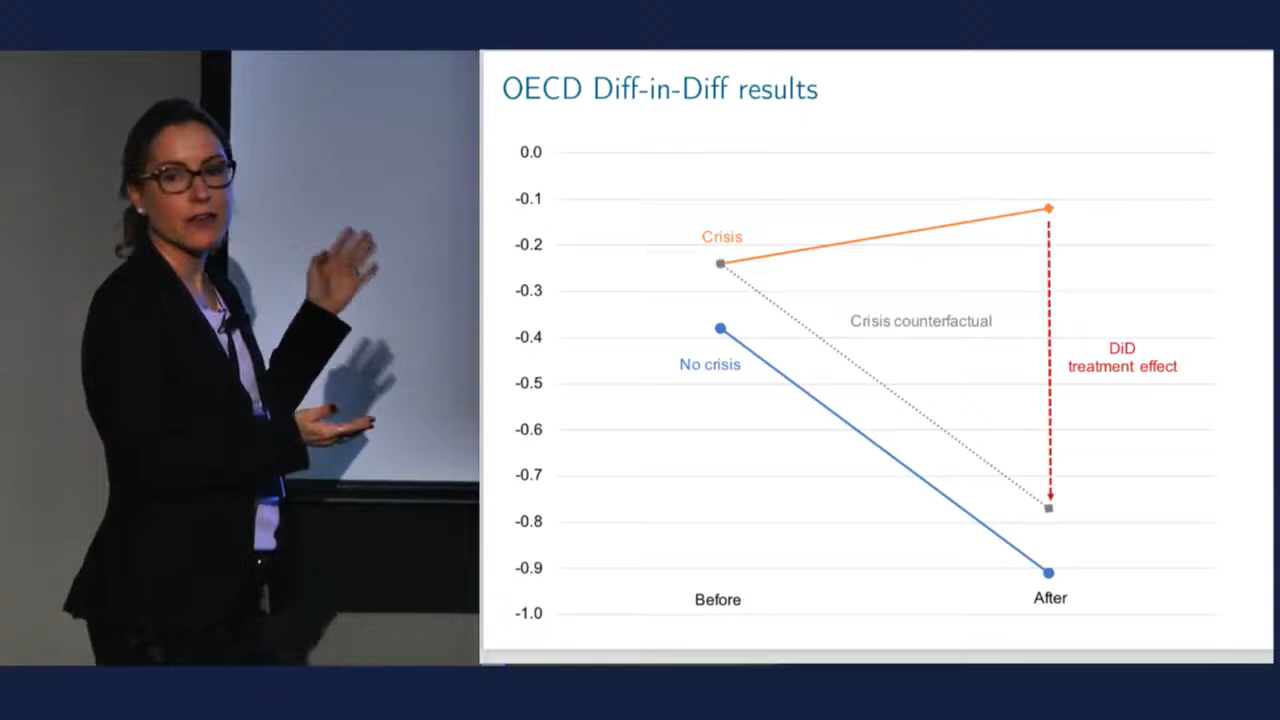 OECD Diff-in-Diff results
0.0
-0.1
-0.2
-0.3
-0.4
-0.5
-0.6
-0.7
-0.8
-0.9
-1.0
Crisis
Crisis counterfactual
No crisis
DiD
treatment effect
Before
After